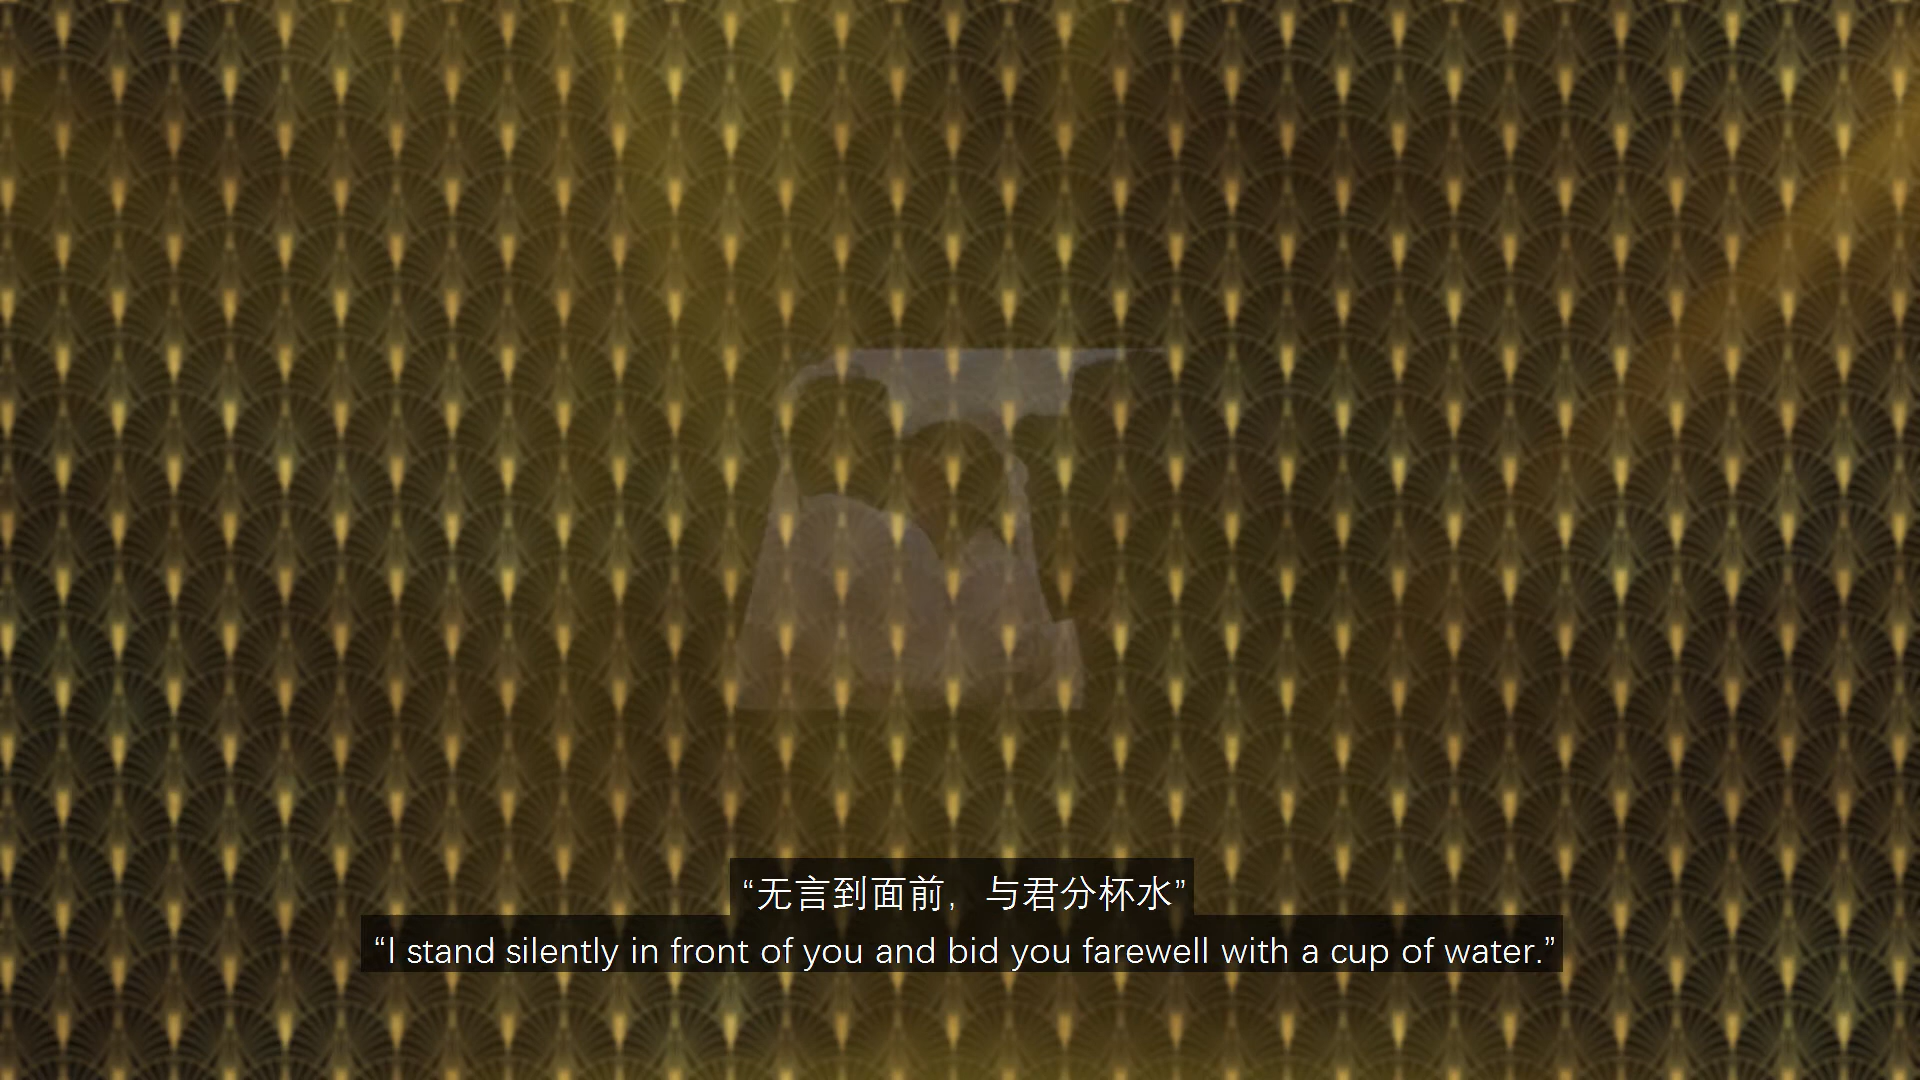 “无言到面前，与君分杯水”
“I stand silently in front of you and bid you farewell with a cup of water.”